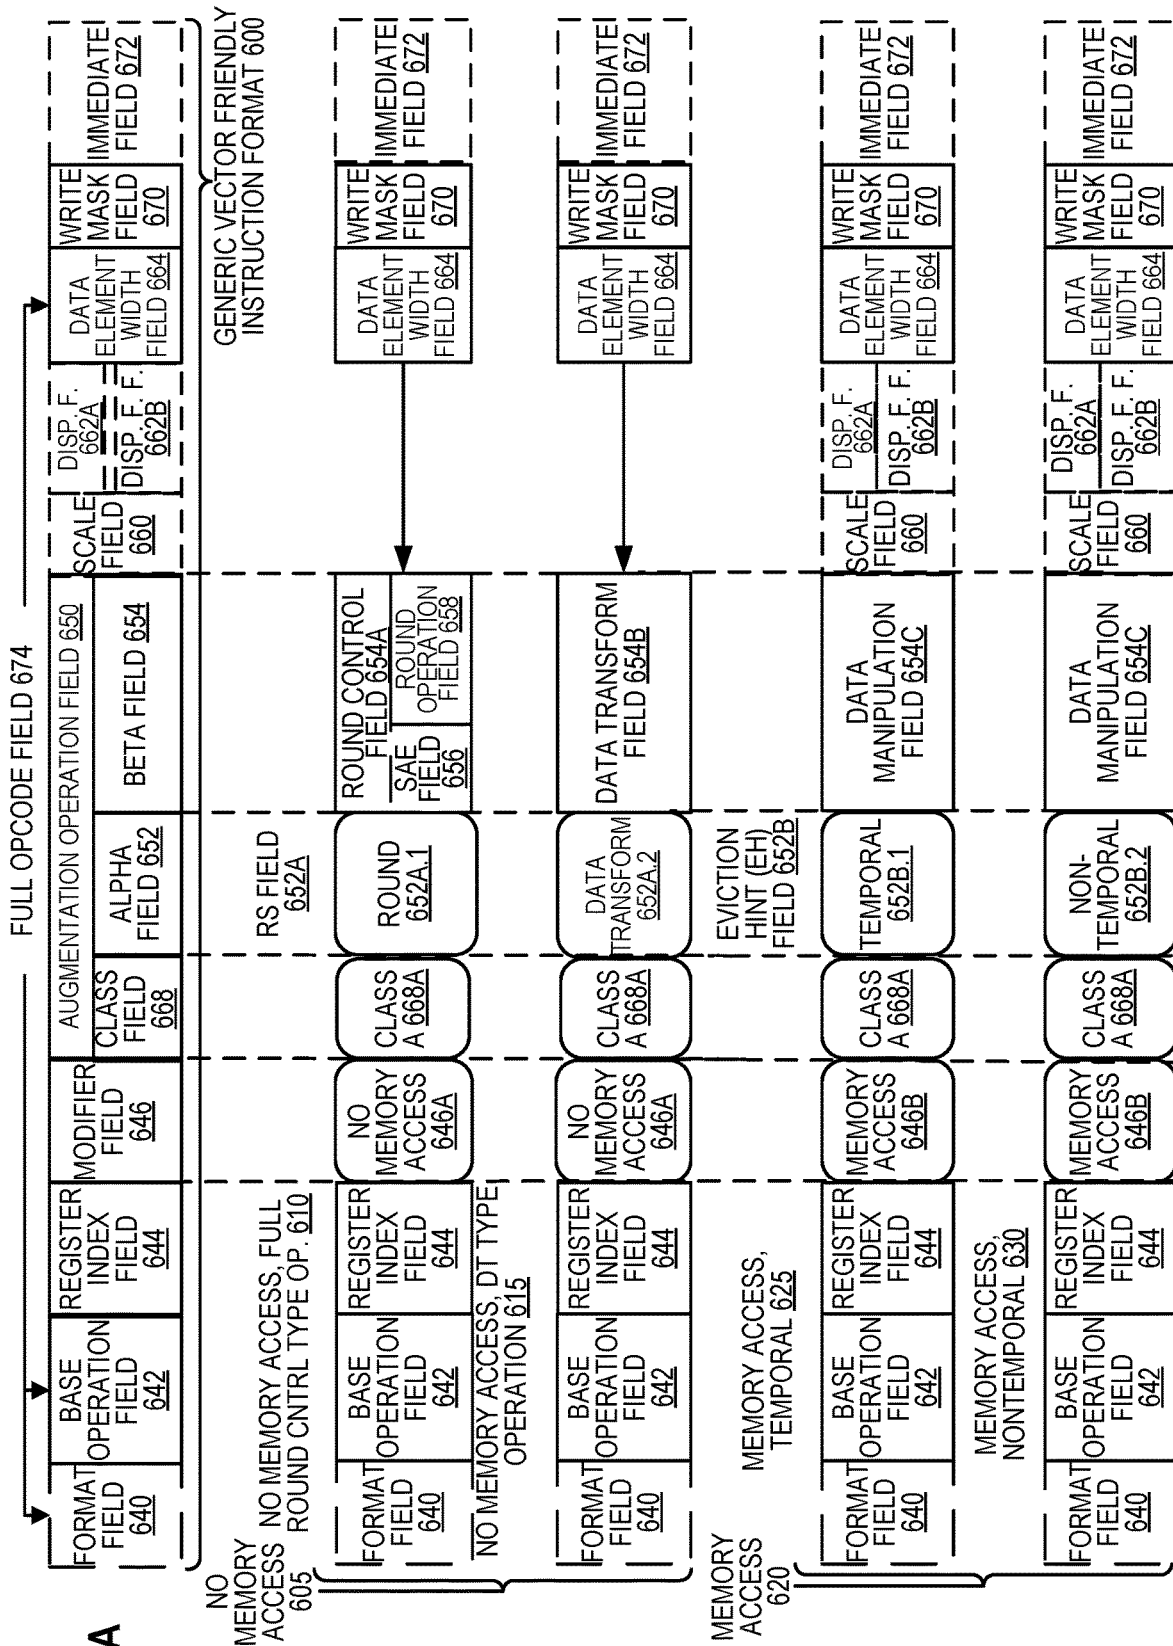 A
FULL OPCODE FIELD 674
FORMAT
FIELD
640
BASE
OPERATION
FIELD
642
REGISTER
INDEX
FIELD
644
MODIFIER
FIELD
646
AUGMENTATION OPERATION FIELD 650
CLASS
FIELD
668
ALPHA
FIELD 652
BETA FIELD 654
SCALE
FIELD
660
DISP. F.
662A
DISP. F. F.
662B
DATA
ELEMENT
WIDTH
FIELD 664
WRITE
MASK
FIELD
670
IMMEDIATE
FIELD 672
GENERIC VECTOR FRIENDLY
INSTRUCTION FORMAT 600
NO
MEMORY
ACCESS
605
NO MEMORY ACCESS, FULL
ROUND CNTRL TYPE OP. 610
RS FIELD
652A
FORMAT
FIELD
640
BASE
OPERATION
FIELD
642
REGISTER
INDEX
FIELD
644
NO
MEMORY
ACCESS
646A
CLASS
A 668A
ROUND
652A.1
ROUND CONTROL
FIELD 654A
SAE
FIELD
656
ROUND
OPERATION
FIELD 658
DATA
ELEMENT
WIDTH
FIELD 664
WRITE
MASK
FIELD
670
IMMEDIATE
FIELD 672
NO MEMORY ACCESS, DT TYPE
OPERATION 615
FORMAT
FIELD
640
BASE
OPERATION
FIELD
642
REGISTER
INDEX
FIELD
644
NO
MEMORY
ACCESS
646A
CLASS
A 668A
DATA
TRANSFORM
652A.2
DATA TRANSFORM
FIELD 654B
DATA
ELEMENT
WIDTH
FIELD 664
WRITE
MASK
FIELD
670
IMMEDIATE
FIELD 672
MEMORY
ACCESS
620
MEMORY ACCESS,
TEMPORAL 625
EVICTION
HINT (EH)
FIELD 652B
FORMAT
FIELD
640
BASE
OPERATION
FIELD
642
REGISTER
INDEX
FIELD
644
MEMORY
ACCESS
646B
CLASS
A 668A
TEMPORAL
652B.1
DATA
MANIPULATION
FIELD 654C
SCALE
FIELD
660
DISP. F.
662A
DISP. F. F.
662B
DATA
ELEMENT
WIDTH
FIELD 664
WRITE
MASK
FIELD
670
IMMEDIATE
FIELD 672
MEMORY ACCESS,
NONTEMPORAL 630
FORMAT
FIELD
640
BASE
OPERATION
FIELD
642
REGISTER
INDEX
FIELD
644
MEMORY
ACCESS
646B
CLASS
A 668A
NON-
TEMPORAL
652B.2
DATA
MANIPULATION
FIELD 654C
SCALE
FIELD
660
DISP. F.
662A
DISP. F. F.
662B
DATA
ELEMENT
WIDTH
FIELD 664
WRITE
MASK
FIELD
670
IMMEDIATE
FIELD 672